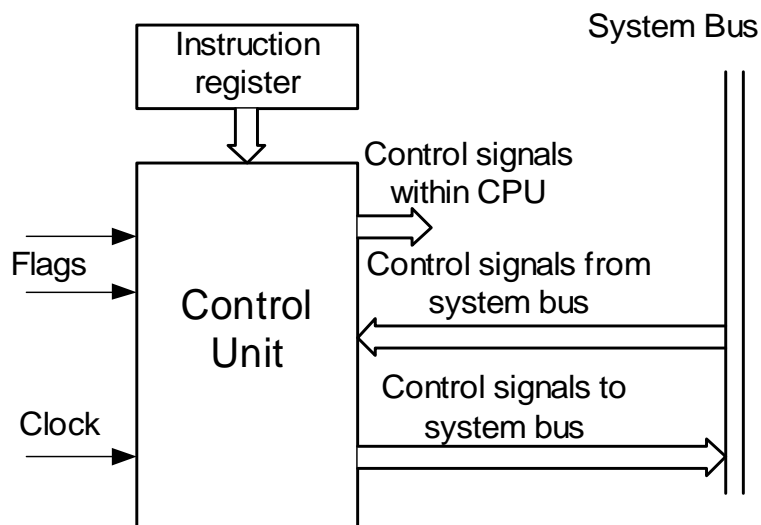 System Bus
Instruction
register
Control signals
within CPU
Flags
Control signals from
system bus
Control
Unit
Control signals to
system bus
Clock